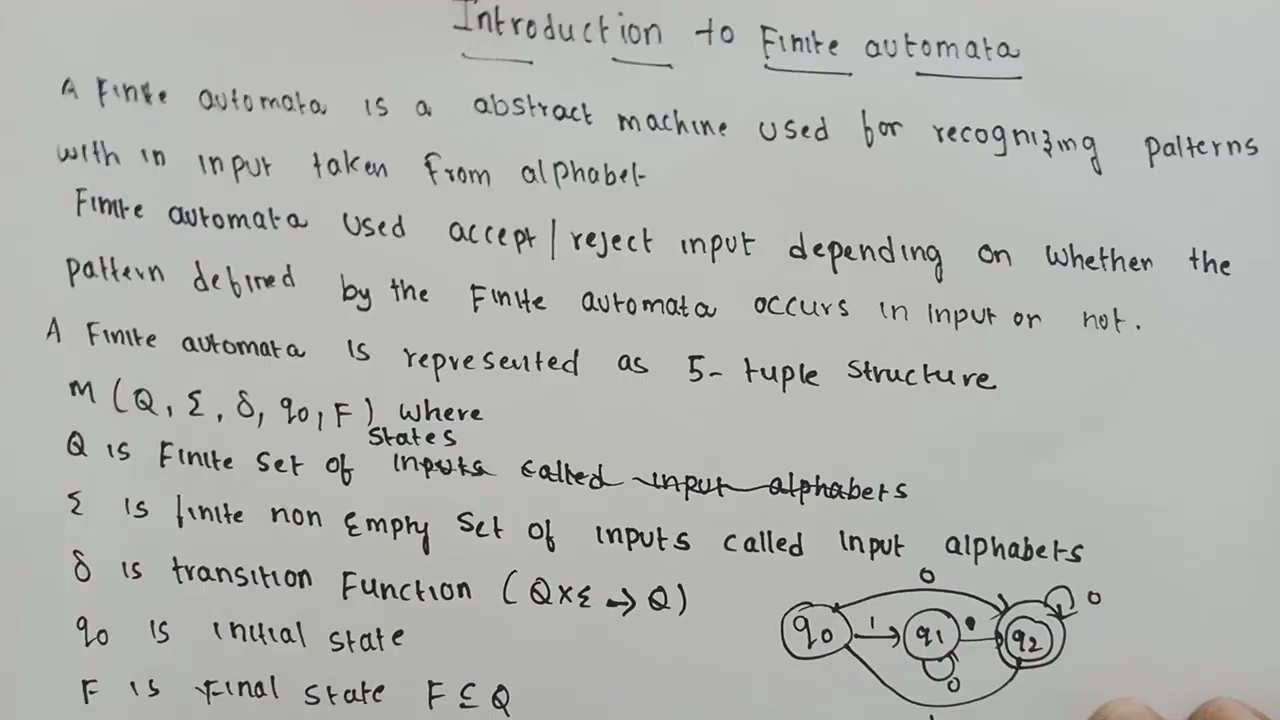 Introduction to Finite automata
A Finite automata is a abstract machine used for recognizing patterns
with in input taken from alphabet
Finite automata used accept/reject input depending on whether the
pattern defined by the Finite automata occurs in input or not.
A Finite automata is represented as 5-tuple structure
M (Q, Σ, δ, q0, F) where
states
Q is Finite set of inputs called input alphabets
Σ is finite non Empty set of inputs called input alphabets
δ is transition Function (Q×Σ → Q)
q0 is initial state
F is Final state F ⊆ Q
0
q0 1 q1 q2 0
0